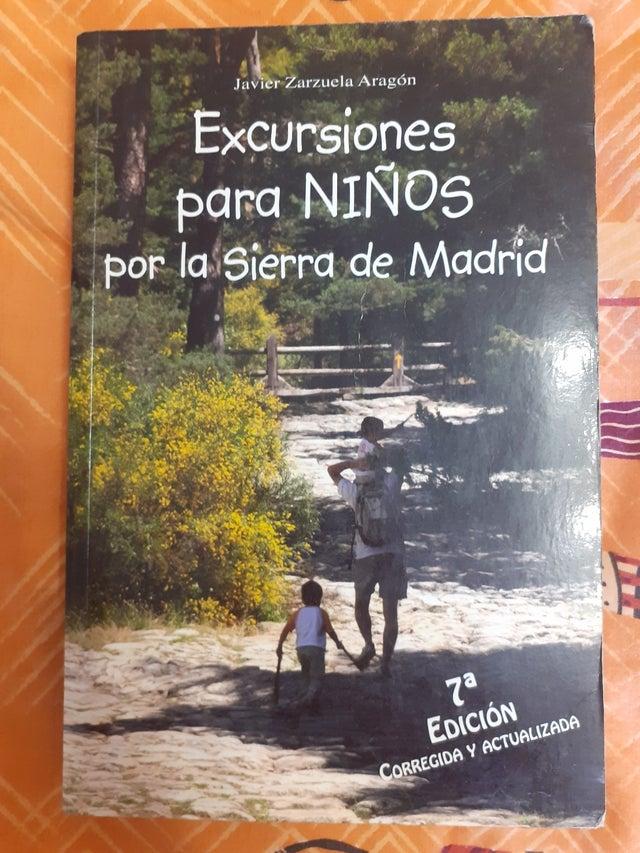 Javier Zarzuela Aragón
Excursiones
para NIÑOS
por la Sierra de Madrid
7ª
EDICIÓN
CORREGIDA Y ACTUALIZADA